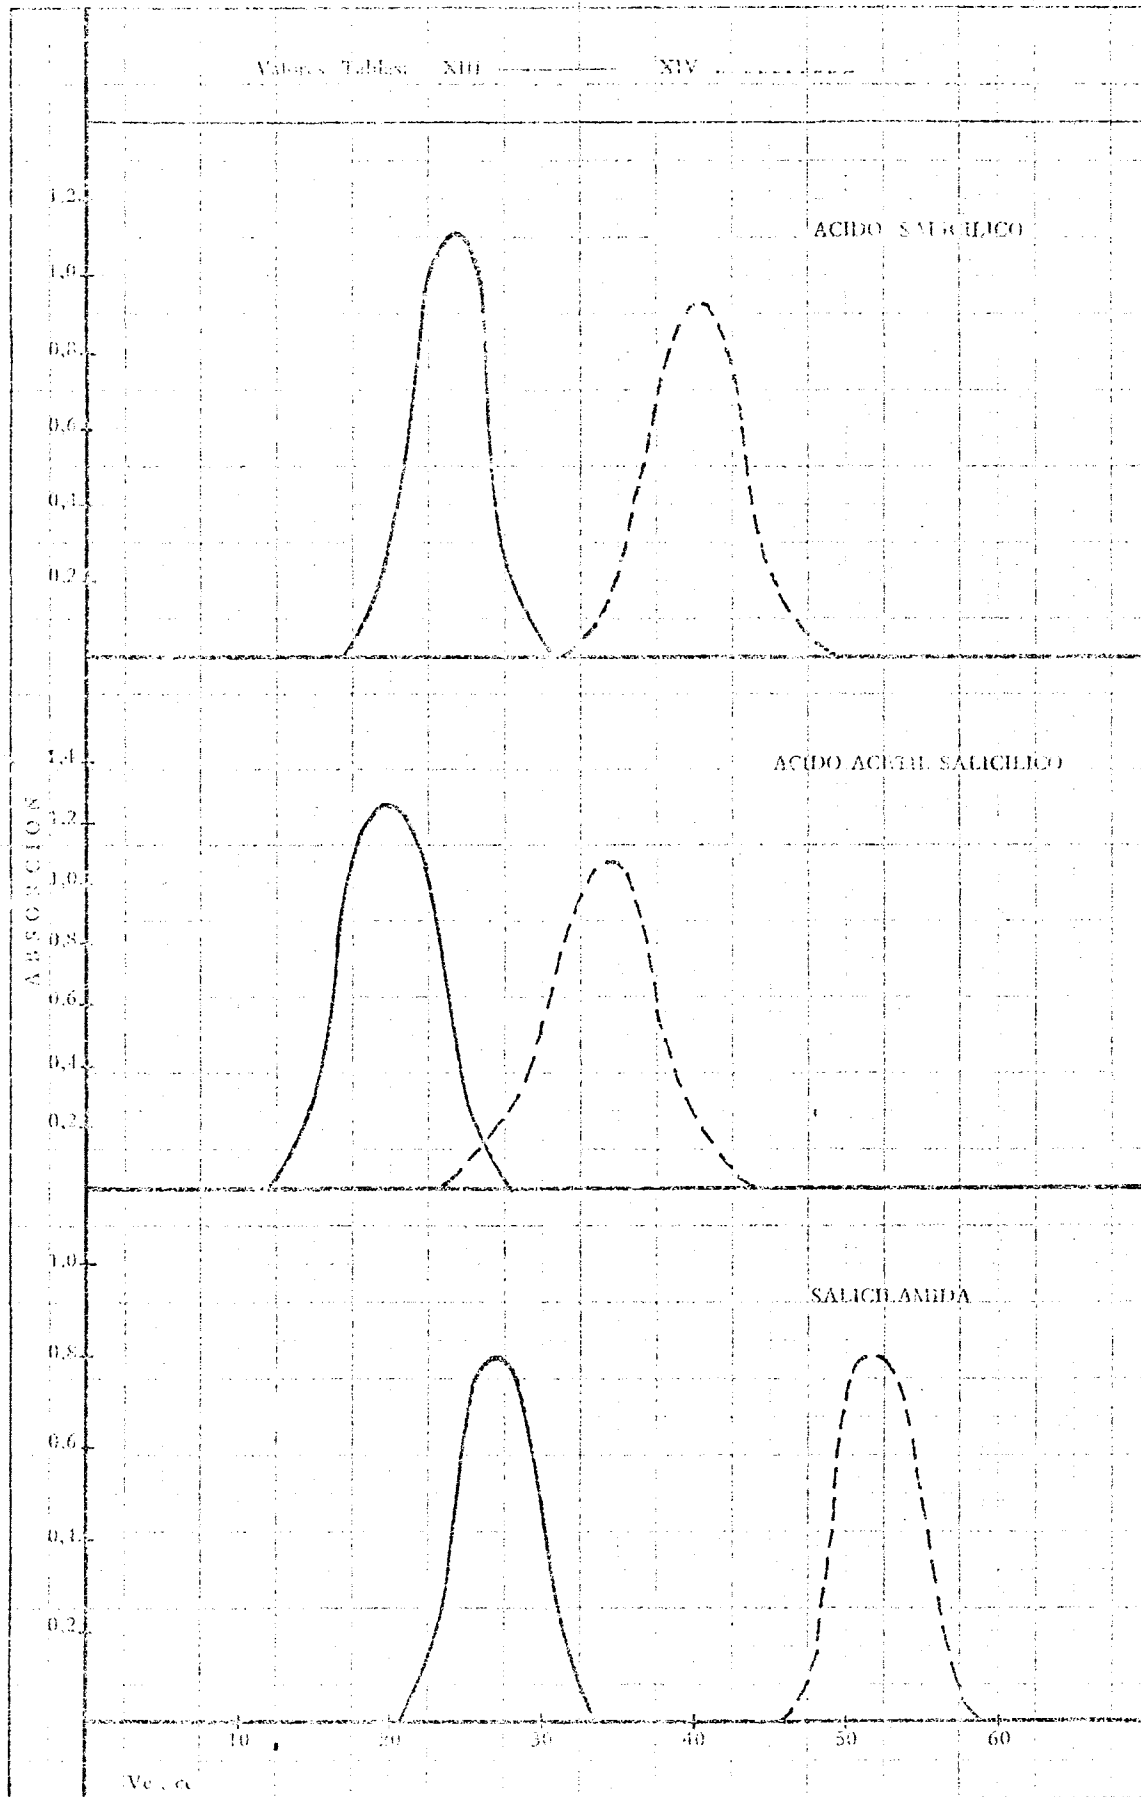 Valores Tablas: XIII XIV
1.2
ACIDO SALICILICO
1,0
0,8
0,6
0,4
0,2
1,4
ACIDO ACETIL SALICILICO
1,2
1,0
0,8
0,6
0,4
0,2
ABSORCION
1,0
SALICILAMIDA
0,8
0,6
0,4
0,2
10 20 30 40 50 60
Ve . cc